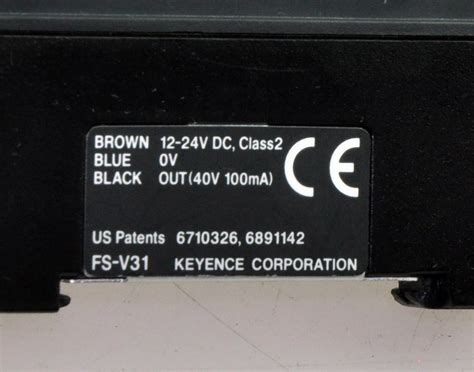 BROWN 12-24V DC, Class2
BLUE 0V
BLACK OUT(40V 100mA)
CE
US Patents 6710326, 6891142
FS-V31 KEYENCE CORPORATION